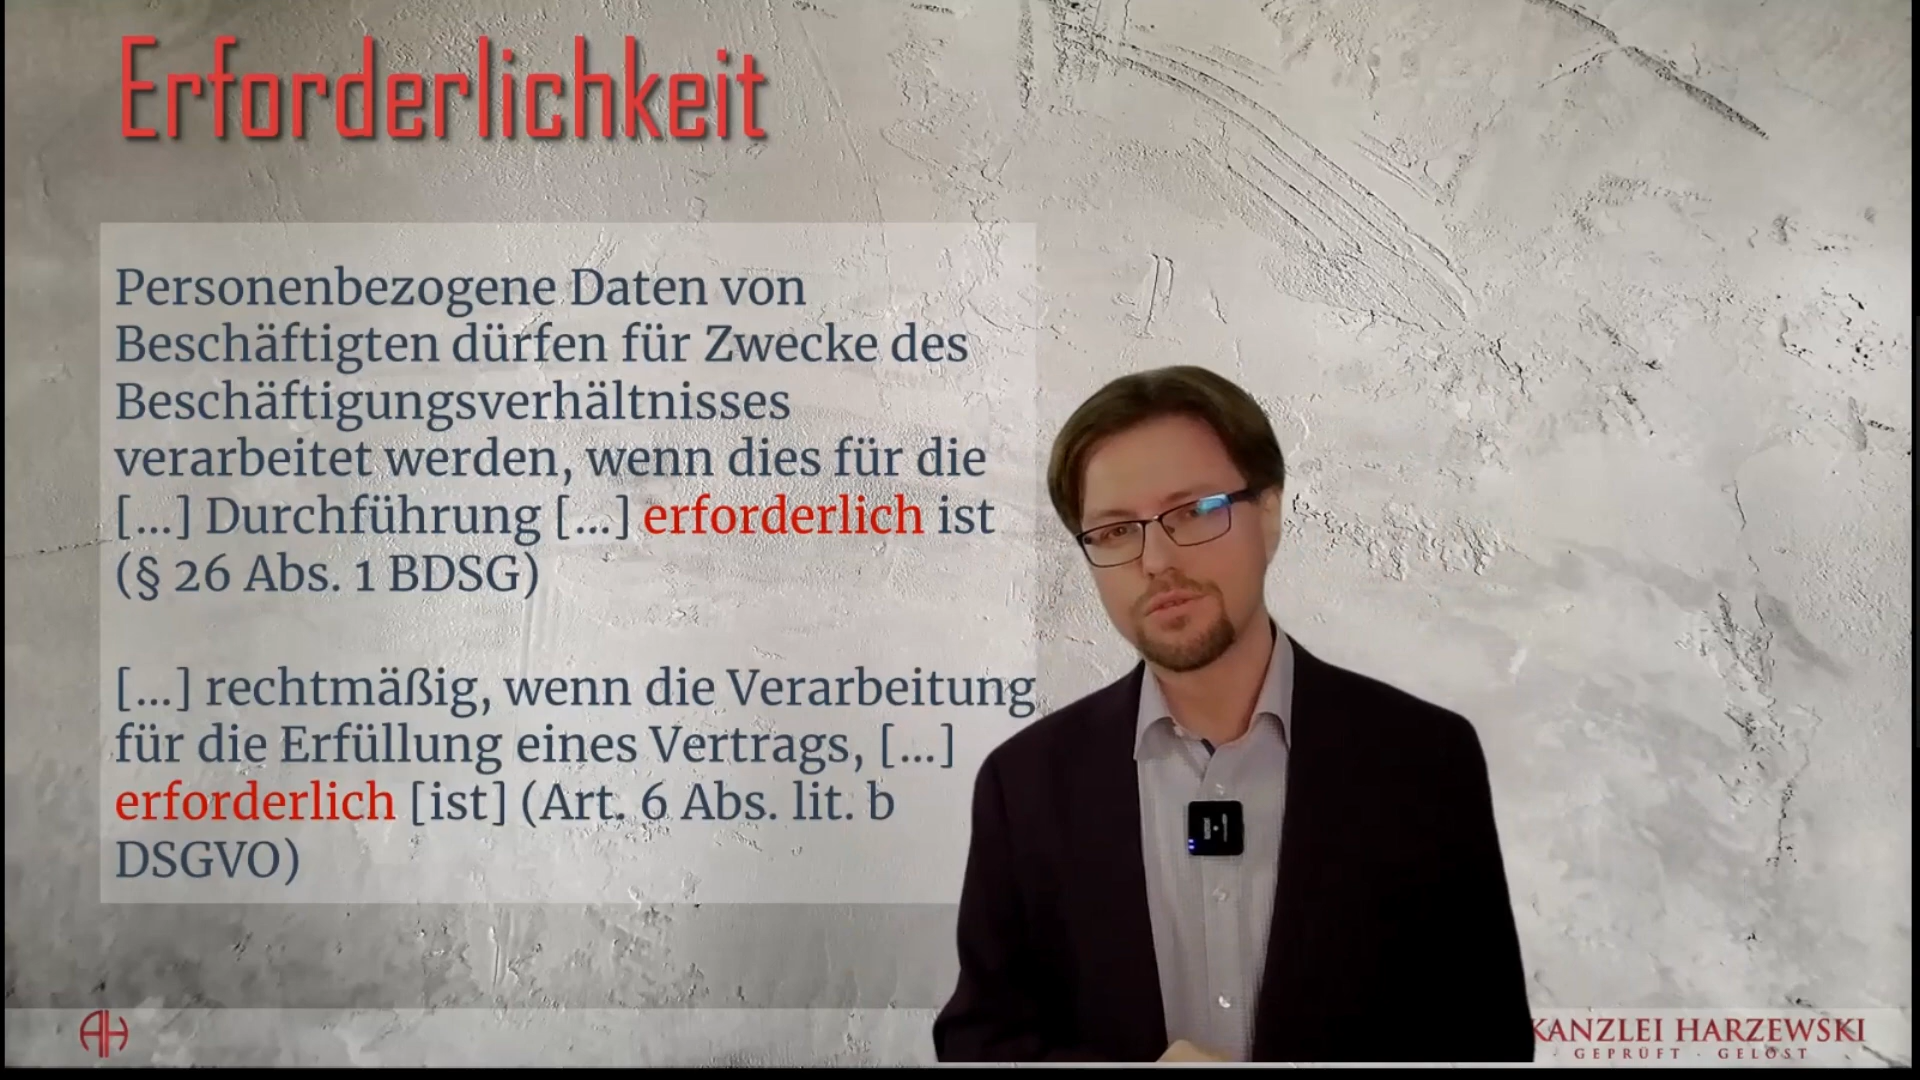 Erforderlichkeit
Personenbezogene Daten von
Beschäftigten dürfen für Zwecke des
Beschäftigungsverhältnisses
verarbeitet werden, wenn dies für die
[...] Durchführung [...] erforderlich ist
(§ 26 Abs. 1 BDSG)
[...] rechtmäßig, wenn die Verarbeitung
für die Erfüllung eines Vertrags, [...]
erforderlich [ist] (Art. 6 Abs. lit. b
DSGVO)
AH
KANZLEI HARZEWSKI
GEPRÜFT · GELÖST